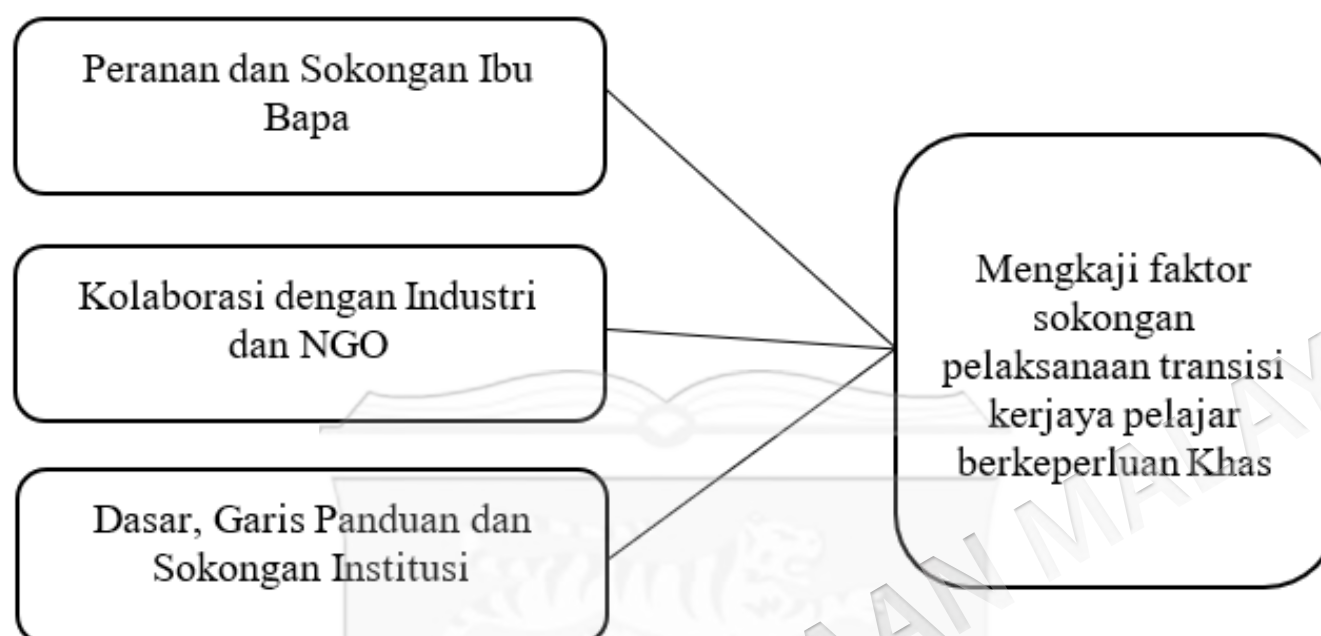 Peranan dan Sokongan Ibu
Bapa
Kolaborasi dengan Industri
dan NGO
Dasar, Garis Panduan dan
Sokongan Institusi
Mengkaji faktor
sokongan
pelaksanaan transisi
kerjaya pelajar
berkeperluan Khas